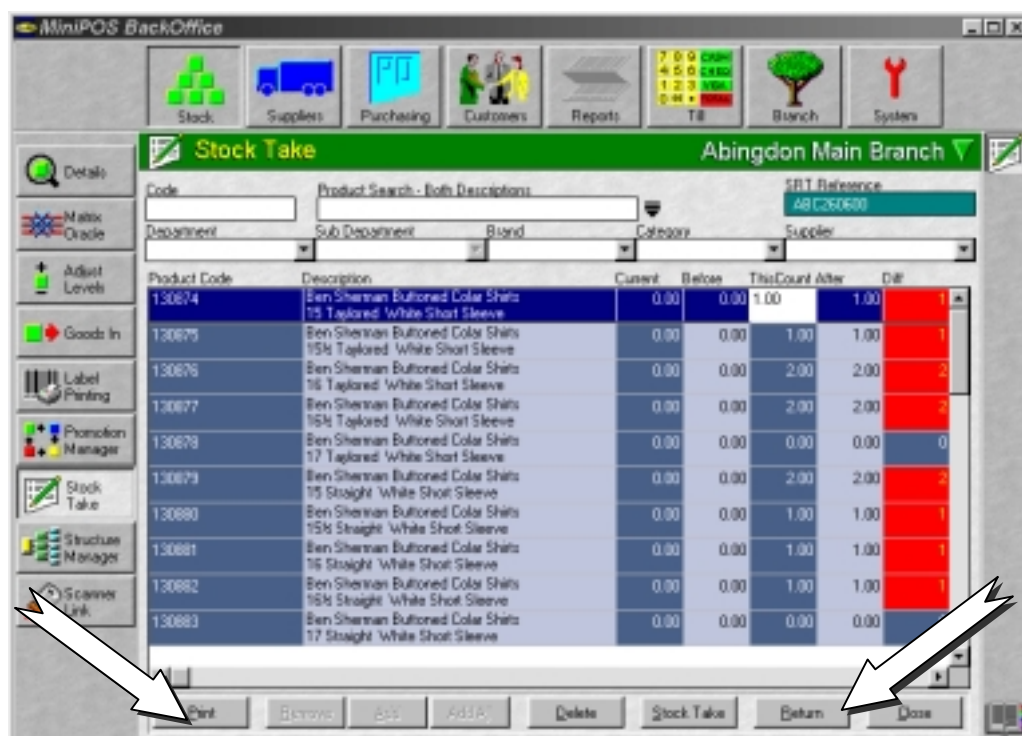 MiniPOS BackOffice
Stock Suppliers Purchasing Customers Reports Till Branch System
Stock Take Abingdon Main Branch
Details
Matrix
Oracle
Adjust
Levels
Goods In
Label
Printing
Promotion
Manager
Stock
Take
Structure
Manager
Scanner
Link
Code Product Search - Both Descriptions SRT Reference
ABC260600
Department Sub Department Brand Category Supplier
Product Code Description Current Before ThisCount After Diff
130874 Ben Sherman Buttoned Colar Shirts 0.00 0.00 1.00 1.00 1
15 Taylored White Short Sleeve
130875 Ben Sherman Buttoned Colar Shirts 0.00 0.00 1.00 1.00 1
15½ Taylored White Short Sleeve
130876 Ben Sherman Buttoned Colar Shirts 0.00 0.00 2.00 2.00 2
16 Taylored White Short Sleeve
130877 Ben Sherman Buttoned Colar Shirts 0.00 0.00 2.00 2.00 2
16½ Taylored White Short Sleeve
130878 Ben Sherman Buttoned Colar Shirts 0.00 0.00 0.00 0.00 0
17 Taylored White Short Sleeve
130879 Ben Sherman Buttoned Colar Shirts 0.00 0.00 2.00 2.00 2
15 Straight White Short Sleeve
130880 Ben Sherman Buttoned Colar Shirts 0.00 0.00 1.00 1.00 1
15½ Straight White Short Sleeve
130881 Ben Sherman Buttoned Colar Shirts 0.00 0.00 1.00 1.00 1
16 Straight White Short Sleeve
130882 Ben Sherman Buttoned Colar Shirts 0.00 0.00 1.00 1.00 1
16½ Straight White Short Sleeve
130883 Ben Sherman Buttoned Colar Shirts 0.00 0.00 0.00 0.00
17 Straight White Short Sleeve
Print Remove Add Add All Delete Stock Take Return Close